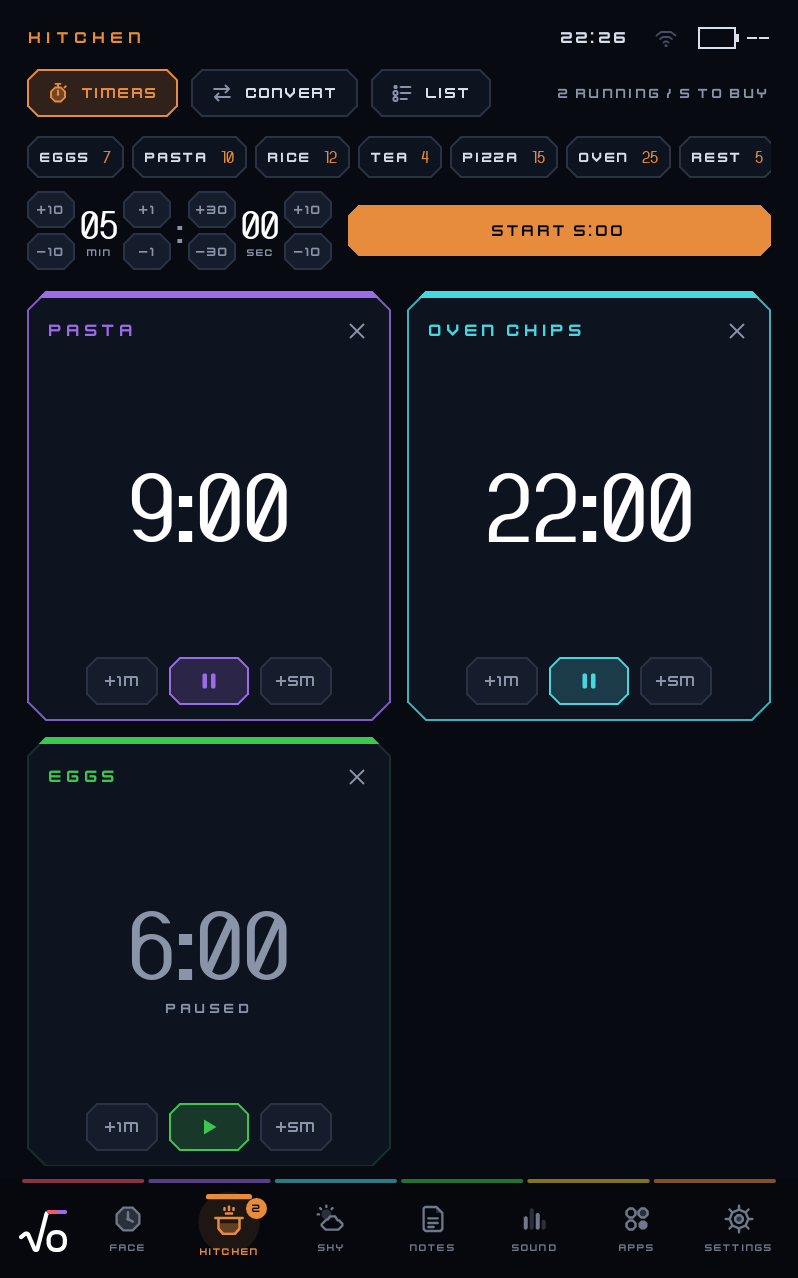 HITCHEN 22:26 --
TIMERS CONVERT LIST 2 RUNNING / 5 TO BUY
EGGS 7 PASTA 10 RICE 12 TEA 4 PIZZA 15 OVEN 25 REST 5
+10 +1 +30 +10
05 : 00 START 5:00
MIN SEC
-10 -1 -30 -10
PASTA OVEN CHIPS
9:00 22:00
+1M +5M +1M +5M
EGGS
6:00
PAUSED
+1M +5M
2
√o FACE HITCHEN SKY NOTES SOUND APPS SETTINGS